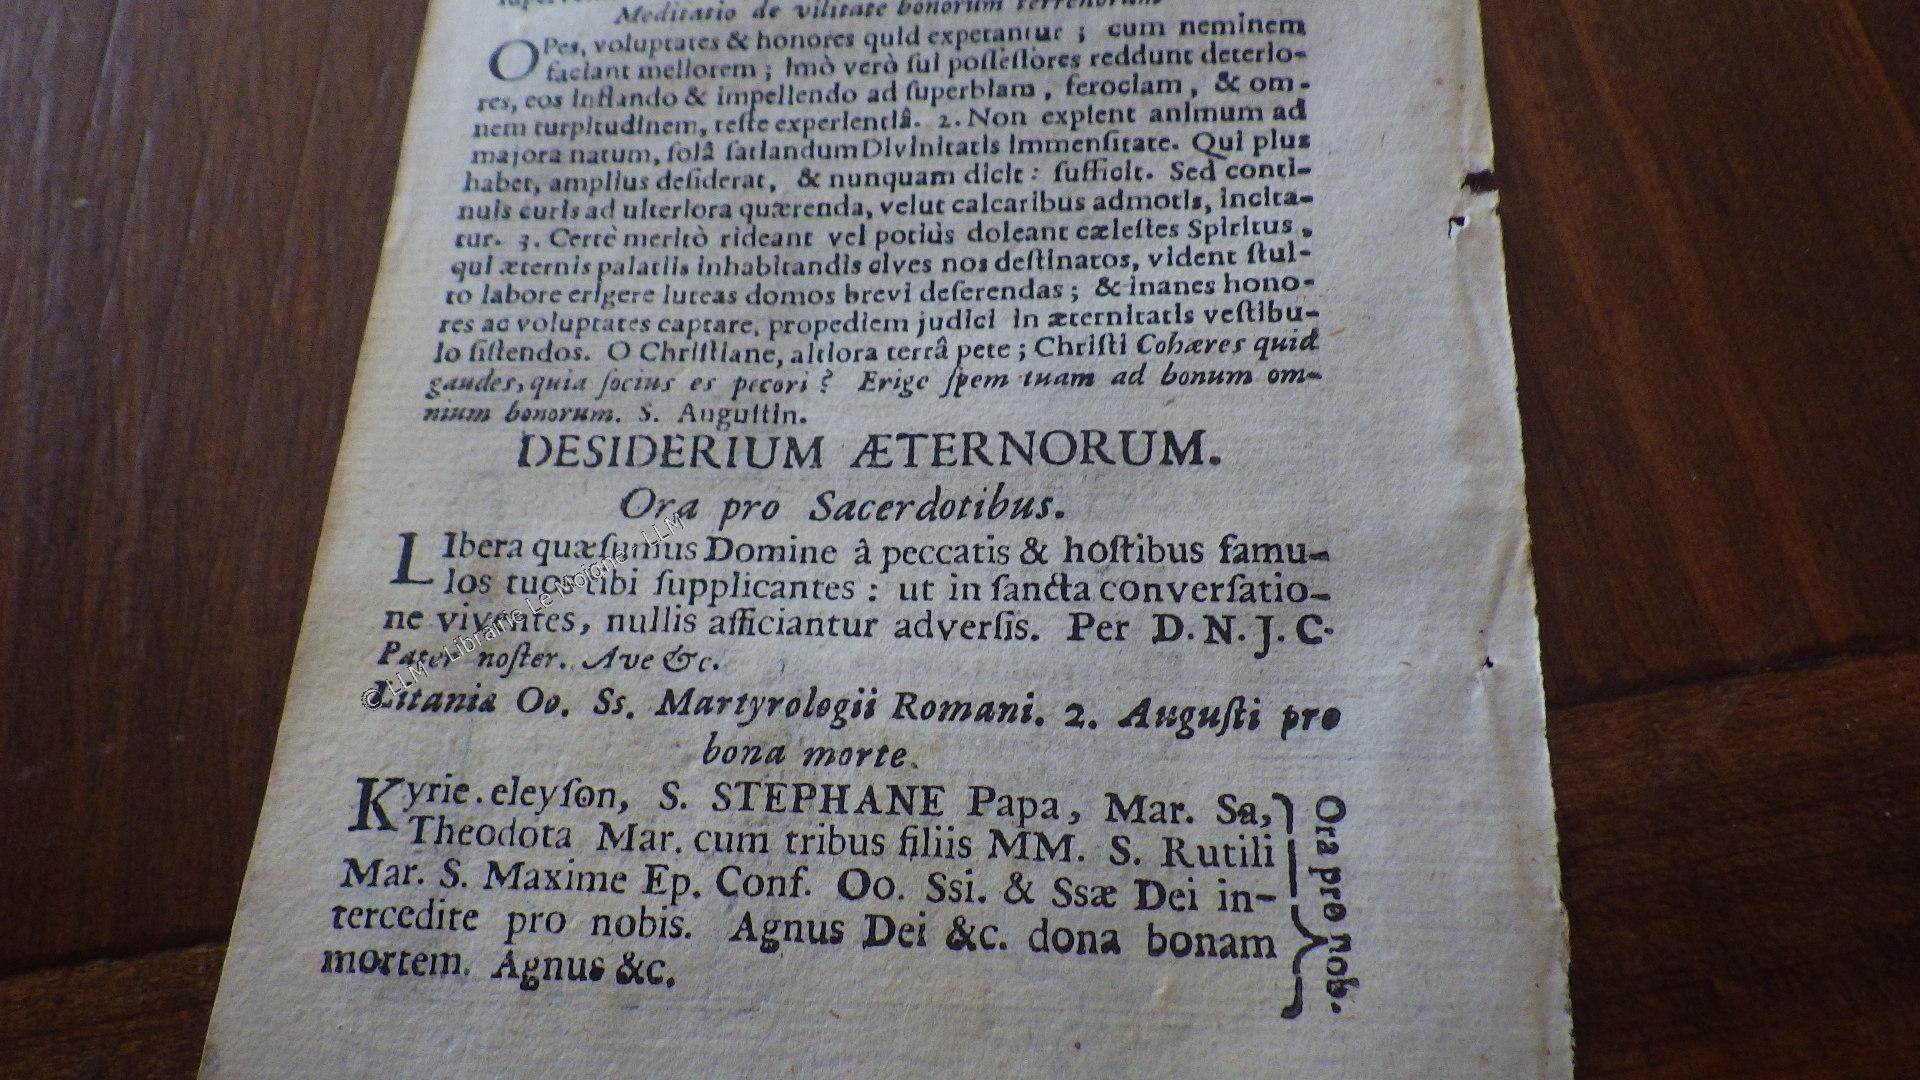 Meditatio de vilitate bonorum terrenorum
OPes, voluptates & honores quid expetantur ; cum neminem
faciant meliorem ; Imò verò ſui poſſeſſores reddunt deterio-
res, eos inflando & impellendo ad ſuperbiam, ferociam, & om-
nem turpitudinem, teſte experientiâ. 2. Non explent animum ad
majora natum, ſolâ ſatiandum Divinitatis immenſitate. Qui plus
habet, amplius deſiderat, & nunquam dicit : ſufficit. Sed conti-
nuis curis ad ulteriora quærenda, velut calcaribus admotis, incita-
tur. 3. Certè meritò rideant vel potiùs doleant cæleſtes Spiritus,
qui æternis palatiis inhabitandis cives nos deſtinatos, vident ſtul-
to labore erigere luteas domos brevi deſerendas ; & inanes hono-
res ac voluptates captare, propediem judici in æternitatis veſtibu-
lo ſiſtendos. O Chriſtiane, altiora terrâ pete ; Chriſti Cohæres quid
gaudes, quia ſocius es pecori ? Erige ſpem tuam ad bonum om-
nium bonorum. S. Auguſtin.
DESIDERIUM ÆTERNORUM.
Ora pro Sacerdotibus.
LIbera quæſumus Domine â peccatis & hoſtibus famu-
los tuos tibi ſupplicantes : ut in ſancta converſatio-
ne viventes, nullis afficiantur adverſis. Per D. N. J. C.
Pater noſter. Ave &c.
Litania Oo. Ss. Martyrologii Romani. 2. Auguſti pro
bona morte.
Kyrie. eleyſon, S. STEPHANE Papa, Mar. Sa,
Theodota Mar. cum tribus filiis MM. S. Rutili
Mar. S. Maxime Ep. Conf. Oo. Ssi. & Ssæ Dei in-
tercedite pro nobis. Agnus Dei &c. dona bonam
mortem. Agnus &c.
Ora pro nob.
© LLM - Librairie Le Moigne - LLM